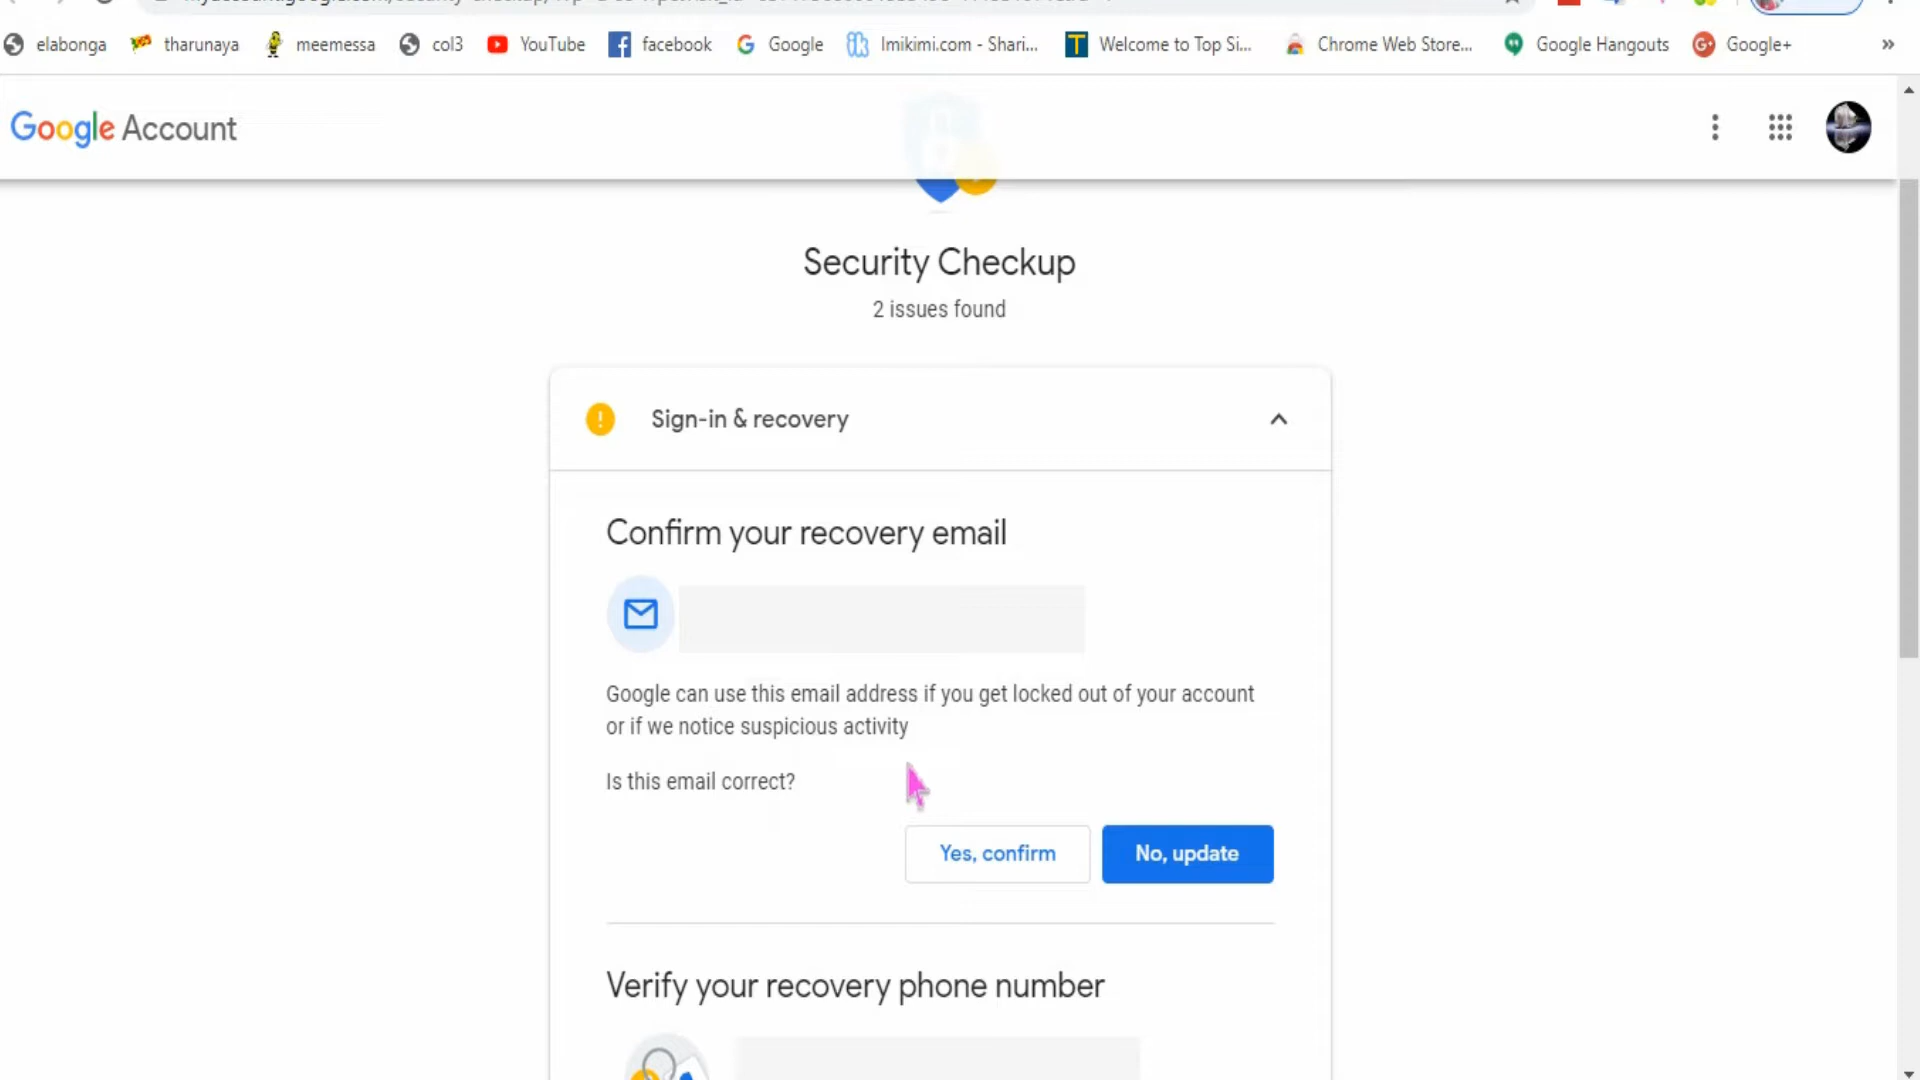 elabonga tharunaya meemessa col3 YouTube facebook Google Imikimi.com - Shari... Welcome to Top Si... Chrome Web Store... Google Hangouts Google+ »
Google Account
Security Checkup
2 issues found
Sign-in & recovery
Confirm your recovery email
Google can use this email address if you get locked out of your account
or if we notice suspicious activity
Is this email correct?
Yes, confirm No, update
Verify your recovery phone number